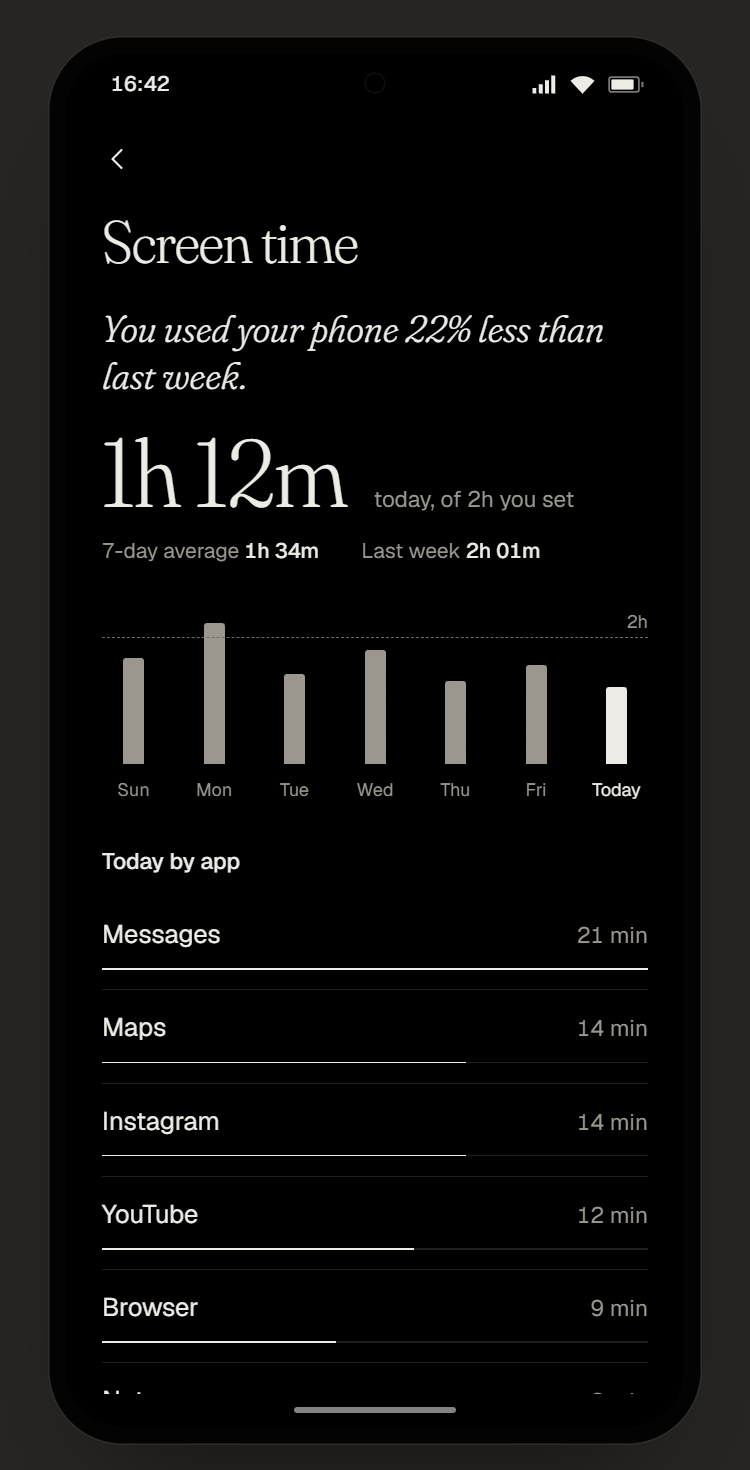 16:42
Screen time
You used your phone 22% less than
last week.
1h 12m today, of 2h you set
7-day average 1h 34m Last week 2h 01m
2h
Sun Mon Tue Wed Thu Fri Today
Today by app
Messages 21 min
Maps 14 min
Instagram 14 min
YouTube 12 min
Browser 9 min